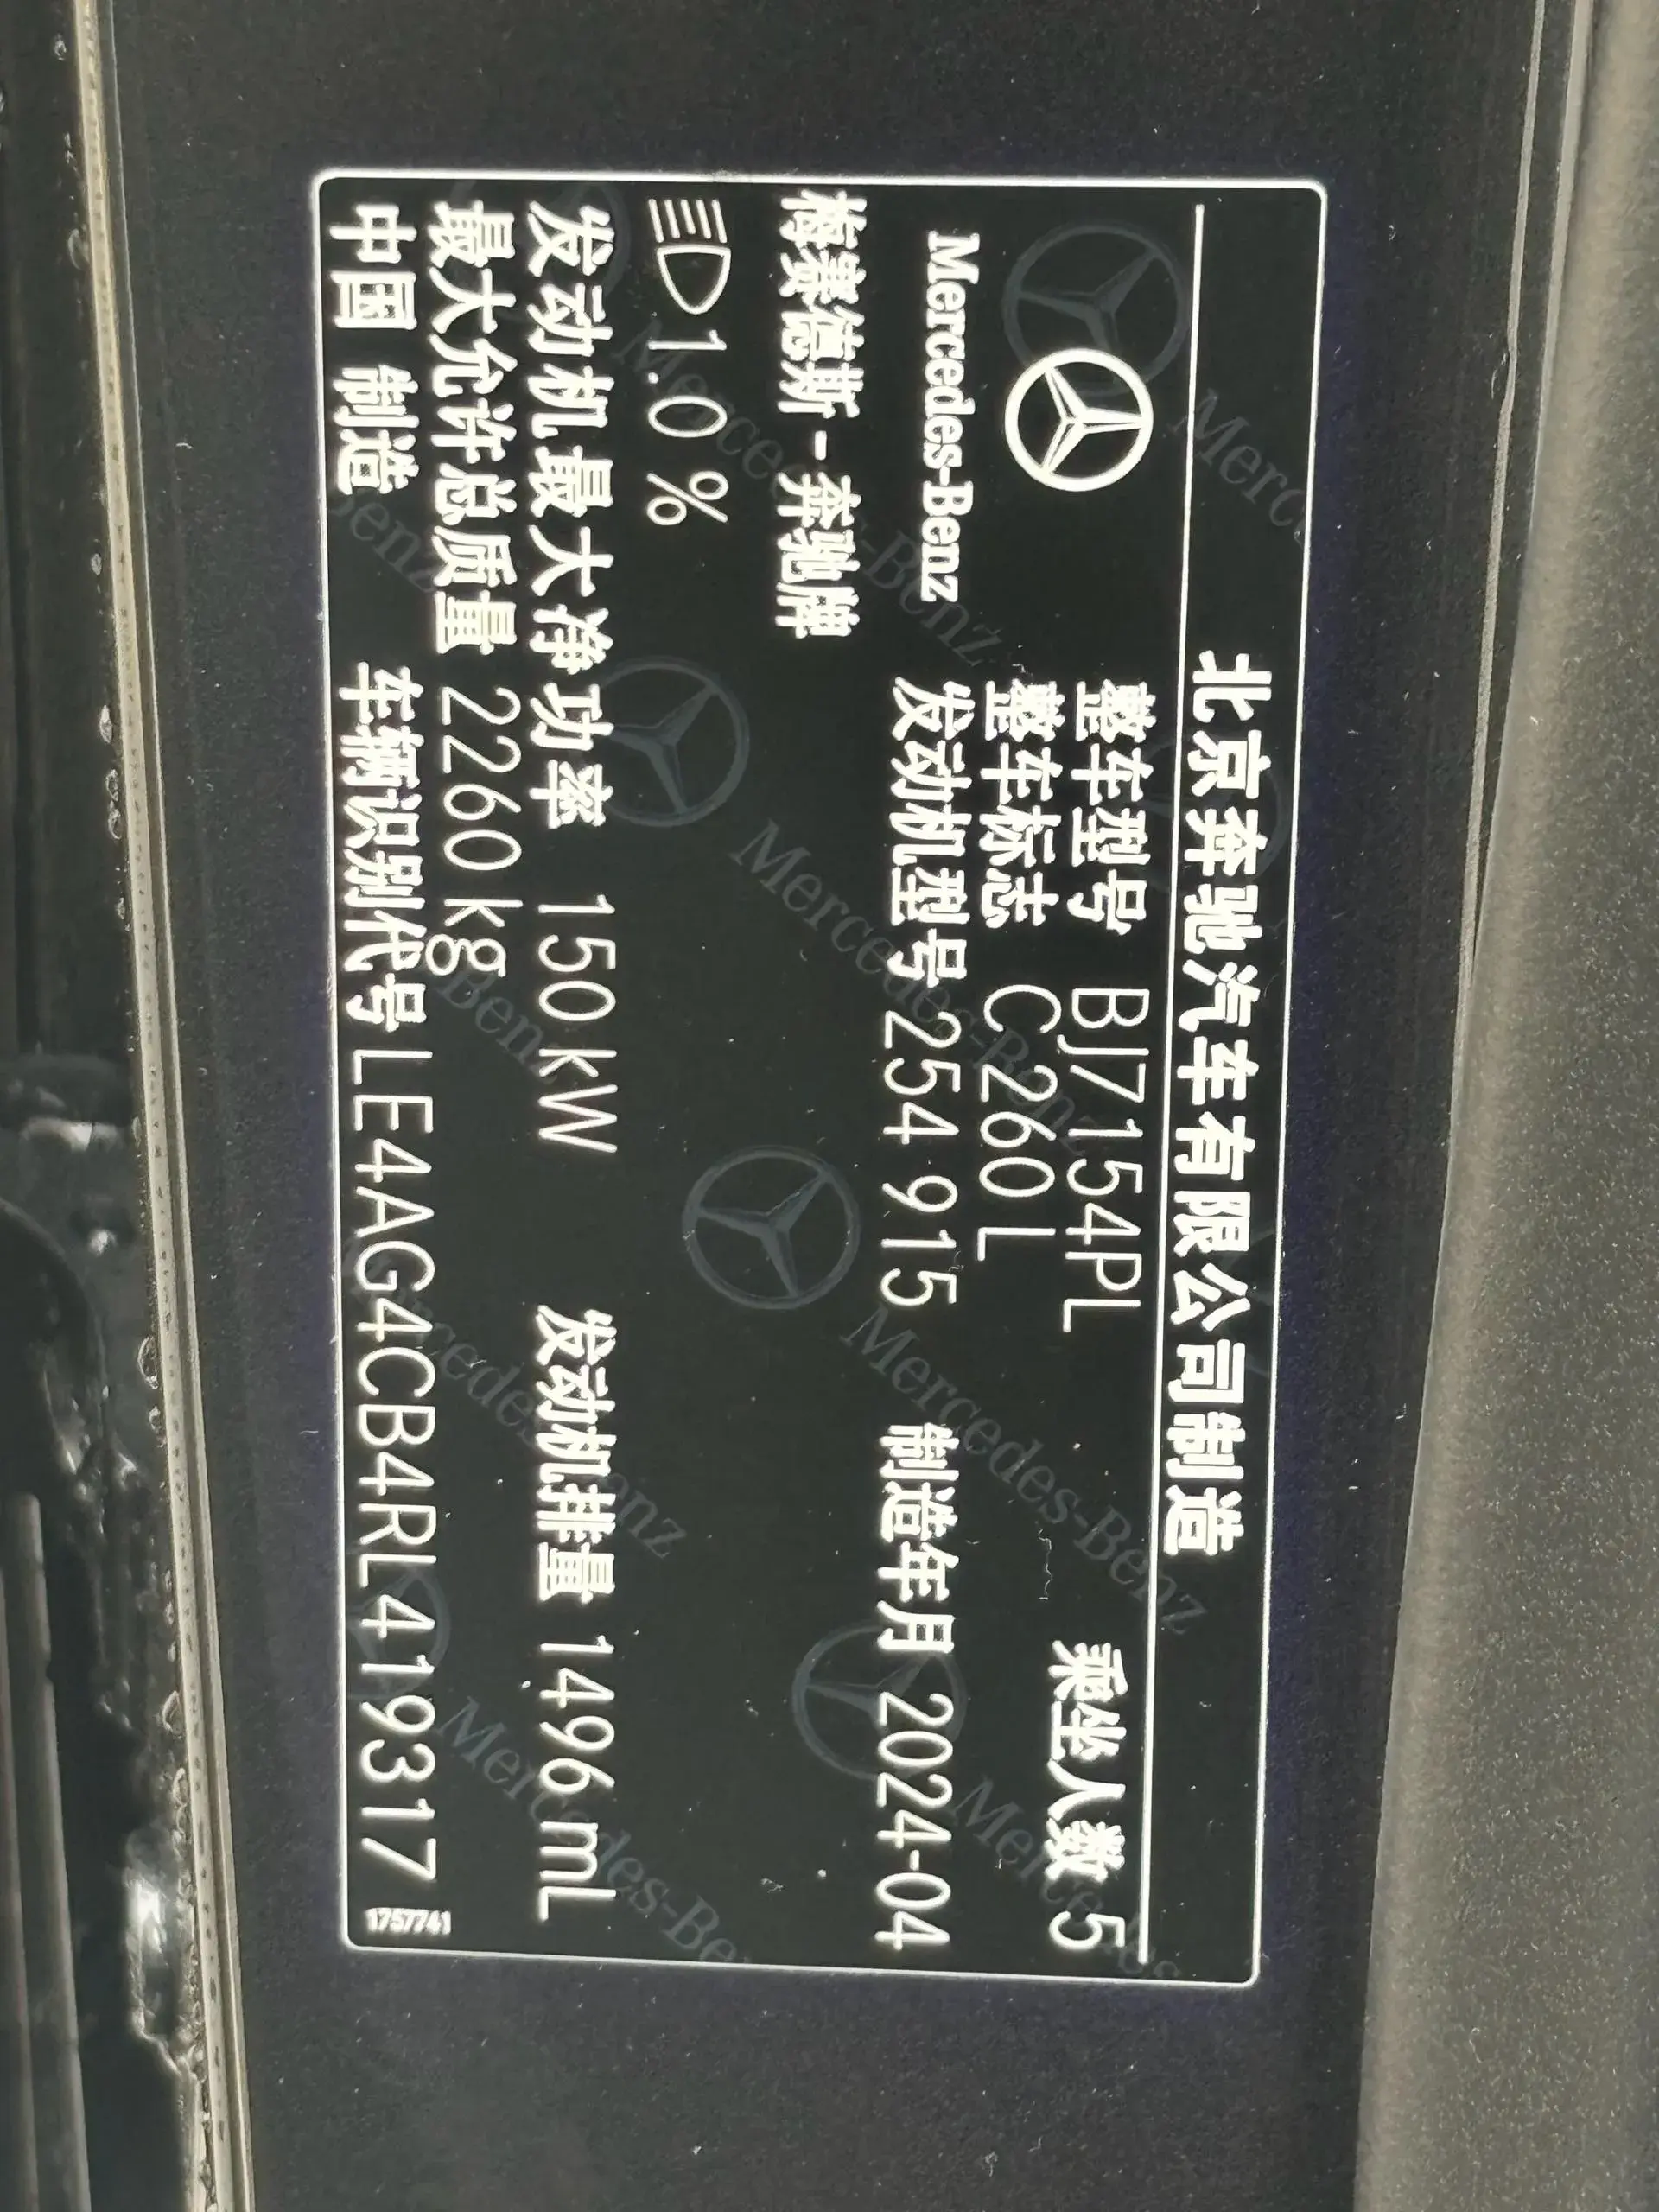 北京奔驰汽车有限公司制造
整车型号 BJ7154PL 乘坐人数 5
整车标志 C 260 L
Mercedes-Benz
发动机型号 254 915 制造年月 2024-04
梅赛德斯-奔驰牌
1.0 %
发动机最大净功率 150 kW 发动机排量 1496 mL
最大允许总质量 2260 kg
中国 制造 车辆识别代号 LE4AG4CB4RL419317
1757741